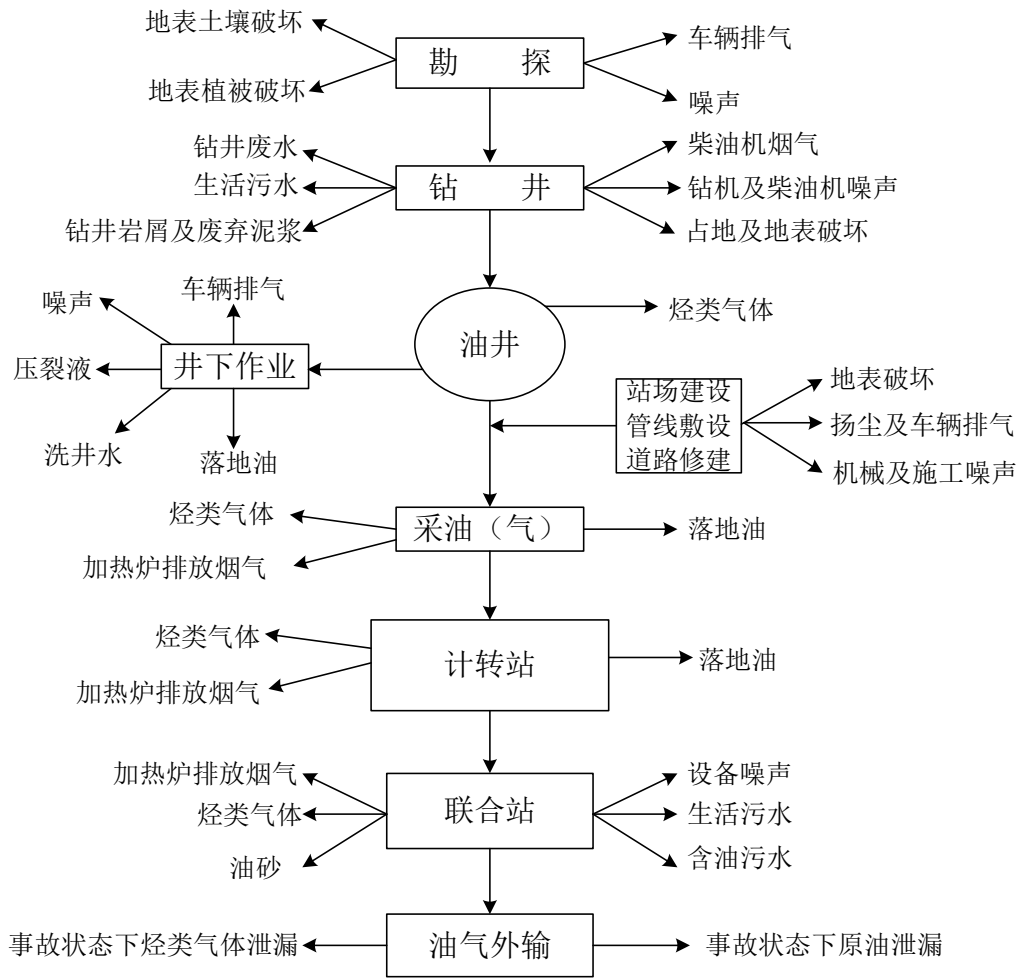 地表土壤破坏
车辆排气
勘 探
地表植被破坏
噪声
钻井废水
柴油机烟气
生活污水
钻 井
钻机及柴油机噪声
钻井岩屑及废弃泥浆
占地及地表破坏
噪声
车辆排气
烃类气体
油井
压裂液
井下作业
洗井水
落地油
站场建设
管线敷设
道路修建
地表破坏
扬尘及车辆排气
机械及施工噪声
烃类气体
采油（气）
落地油
加热炉排放烟气
烃类气体
计转站
落地油
加热炉排放烟气
加热炉排放烟气
设备噪声
烃类气体
联合站
生活污水
油砂
含油污水
事故状态下烃类气体泄漏
油气外输
事故状态下原油泄漏